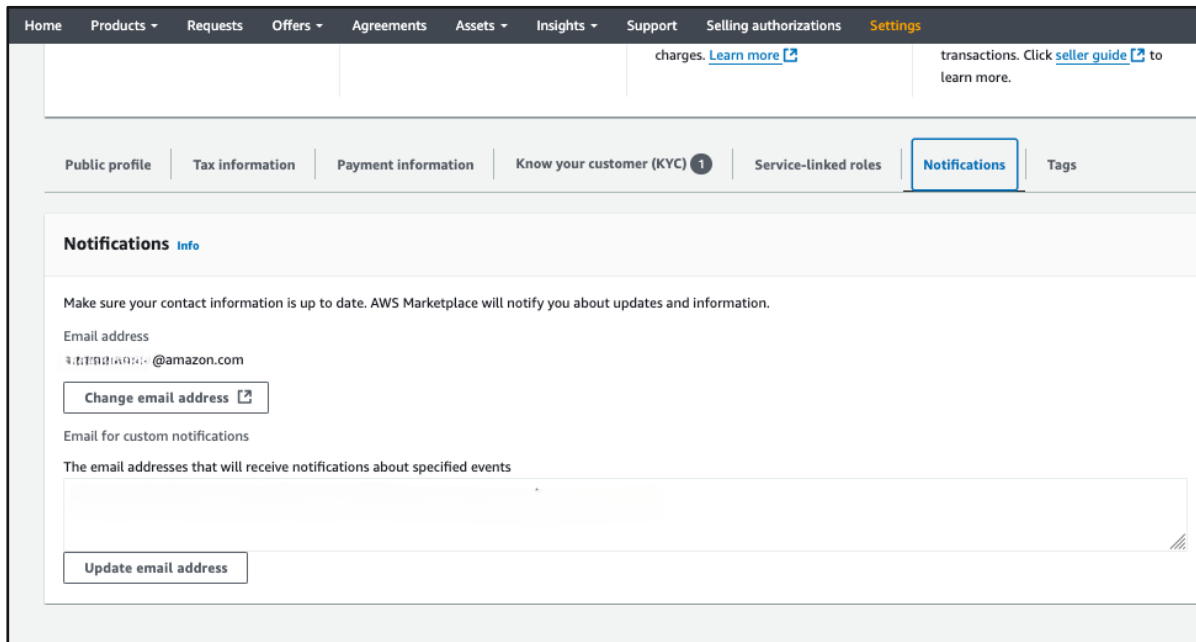 Home Products Requests Offers Agreements Assets Insights Support Selling authorizations Settings
charges. Learn more
transactions. Click seller guide to
learn more.
Public profile Tax information Payment information Know your customer (KYC) 1 Service-linked roles Notifications Tags
Notifications Info
Make sure your contact information is up to date. AWS Marketplace will notify you about updates and information.
Email address
@amazon.com
Change email address
Email for custom notifications
The email addresses that will receive notifications about specified events
Update email address